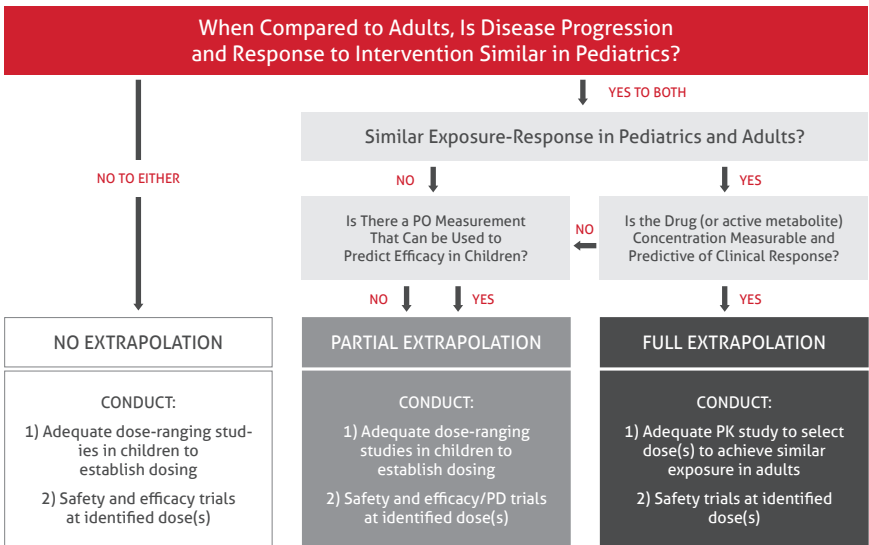 When Compared to Adults, Is Disease Progression
and Response to Intervention Similar in Pediatrics?
YES TO BOTH
Similar Exposure-Response in Pediatrics and Adults?
NO TO EITHER
NO
YES
Is There a PO Measurement
That Can be Used to
Predict Efficacy in Children?
NO
Is the Drug (or active metabolite)
Concentration Measurable and
Predictive of Clinical Response?
NO
YES
YES
NO EXTRAPOLATION
PARTIAL EXTRAPOLATION
FULL EXTRAPOLATION
CONDUCT:
1) Adequate dose-ranging stud-
ies in children to
establish dosing
2) Safety and efficacy trials
at identified dose(s)
CONDUCT:
1) Adequate dose-ranging
studies in children to
establish dosing
2) Safety and efficacy/PD trials
at identified dose(s)
CONDUCT:
1) Adequate PK study to select
dose(s) to achieve similar
exposure in adults
2) Safety trials at identified
dose(s)